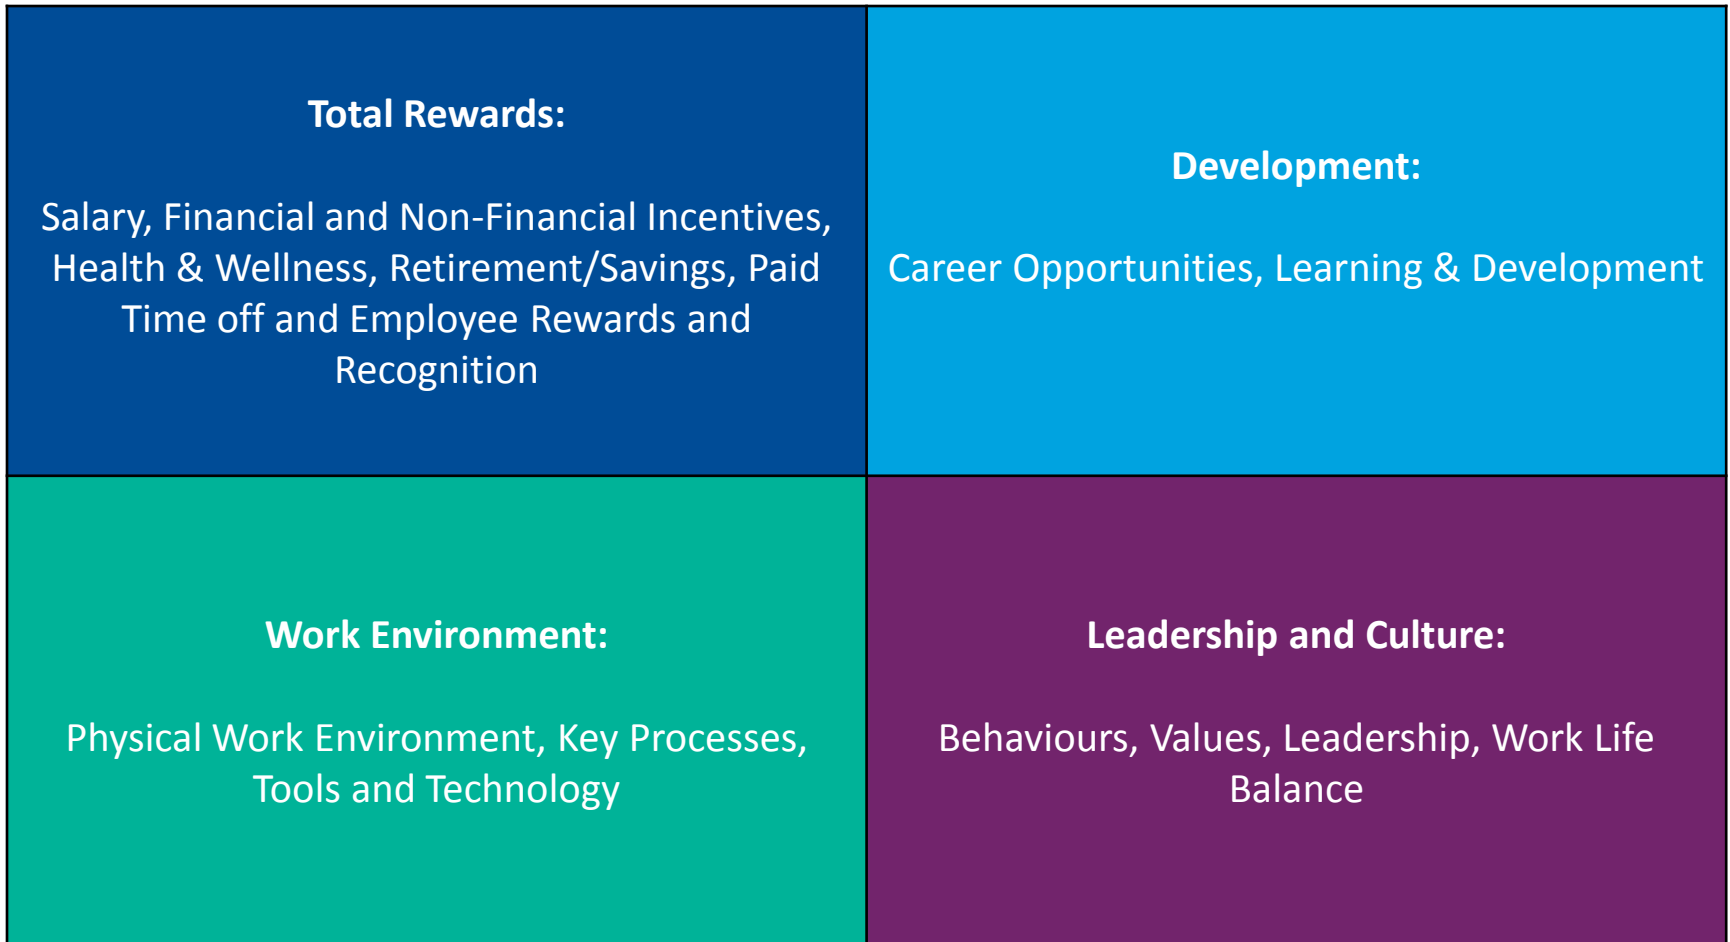 Total Rewards:
Salary, Financial and Non-Financial Incentives,
Health & Wellness, Retirement/Savings, Paid
Time off and Employee Rewards and
Recognition
Development:
Career Opportunities, Learning & Development
Work Environment:
Physical Work Environment, Key Processes,
Tools and Technology
Leadership and Culture:
Behaviours, Values, Leadership, Work Life
Balance